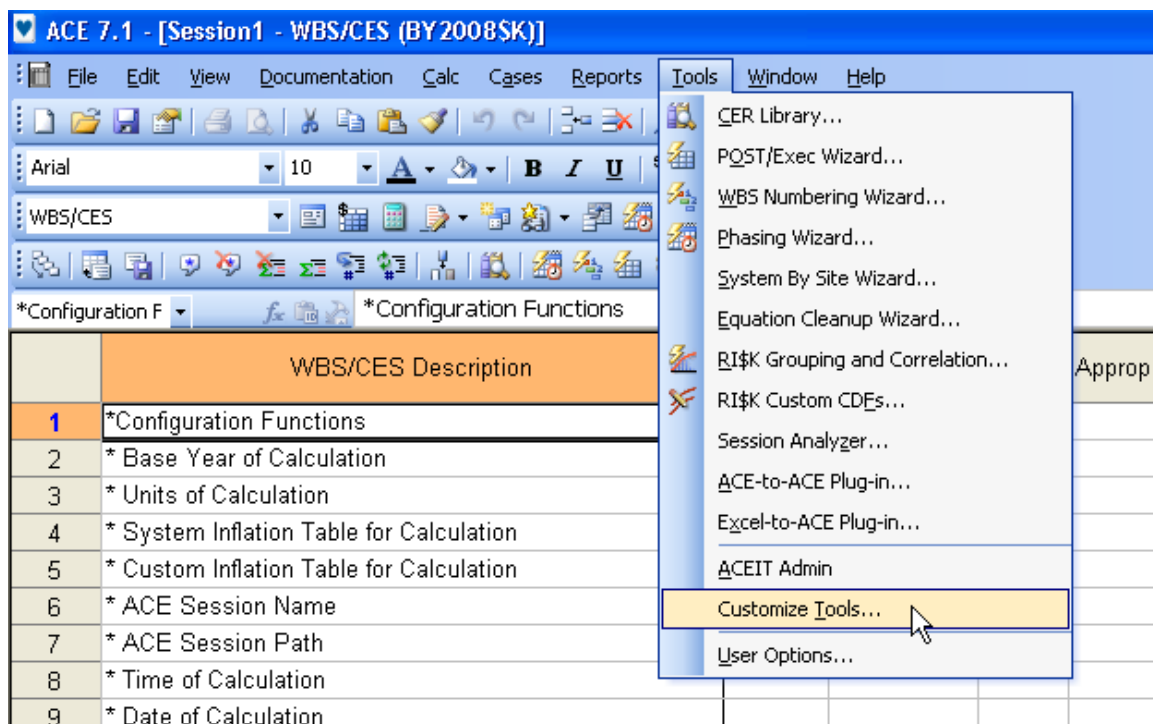 ACE 7.1 - [Session1 - WBS/CES (BY2008$K)]
File Edit View Documentation Calc Cases Reports Tools Window Help
Arial 10 A B I U
WBS/CES
*Configuration F fx *Configuration Functions
CER Library...
POST/Exec Wizard...
WBS Numbering Wizard...
Phasing Wizard...
System By Site Wizard...
Equation Cleanup Wizard...
RI$K Grouping and Correlation...
RI$K Custom CDFs...
Session Analyzer...
ACE-to-ACE Plug-in...
Excel-to-ACE Plug-in...
ACEIT Admin
Customize Tools...
User Options...
WBS/CES Description Approp
1 *Configuration Functions
2 * Base Year of Calculation
3 * Units of Calculation
4 * System Inflation Table for Calculation
5 * Custom Inflation Table for Calculation
6 * ACE Session Name
7 * ACE Session Path
8 * Time of Calculation
9 * Date of Calculation